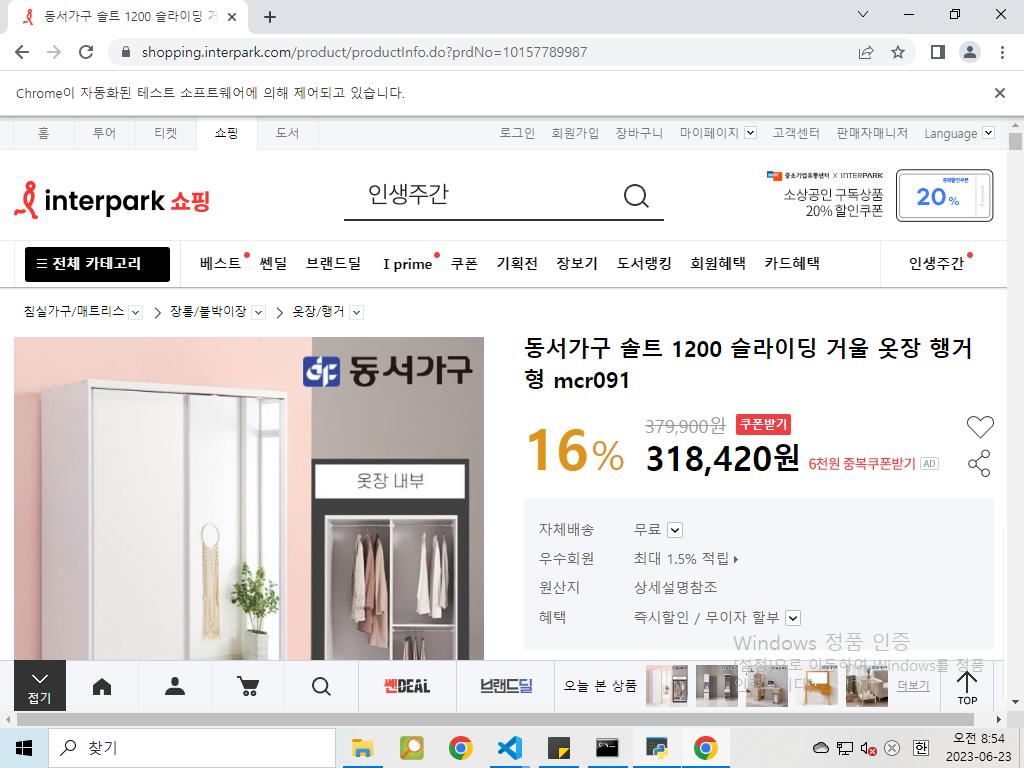 동서가구 솔트 1200 슬라이딩 거
shopping.interpark.com/product/productInfo.do?prdNo=10157789987
Chrome이 자동화된 테스트 소프트웨어에 의해 제어되고 있습니다.
홈 투어 티켓 쇼핑 도서 로그인 회원가입 장바구니 마이페이지 고객센터 판매자매니저 Language
interpark 쇼핑 인생주간
중소기업유통센터 X INTERPARK
소상공인 구독상품
20% 할인쿠폰
중복할인쿠폰
20%
전체 카테고리 베스트 쎈딜 브랜드딜 I prime 쿠폰 기획전 장보기 도서랭킹 회원혜택 카드혜택 인생주간
침실가구/매트리스 장롱/붙박이장 옷장/행거
동서가구
옷장 내부
동서가구 솔트 1200 슬라이딩 거울 옷장 행거
형 mcr091
16% 379,900원 쿠폰받기
318,420원 6천원 중복쿠폰받기 AD
자체배송 무료
우수회원 최대 1.5% 적립
원산지 상세설명참조
혜택 즉시할인 / 무이자 할부
Windows 정품 인증
[설정]으로 이동하여 Windows를 정품
접기 쎈DEAL 브랜드딜 오늘 본 상품 더보기 TOP
찾기
한
오전 8:54
2023-06-23